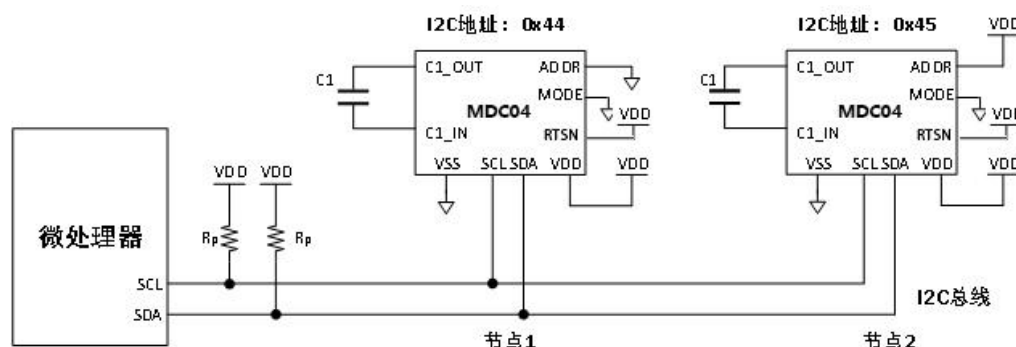 I2C地址：0x44
I2C地址：0x45
VDD
C1
C1_OUT
ADDR
MODE
MDC04
VDD
C1_IN
RTSN
VSS
SCL
SDA
VDD
VDD
C1
C1_OUT
ADDR
MODE
MDC04
VDD
C1_IN
RTSN
VSS
SCL
SDA
VDD
VDD
VDD
VDD
微处理器
Rp
Rp
SCL
SDA
I2C总线
节点1
节点2